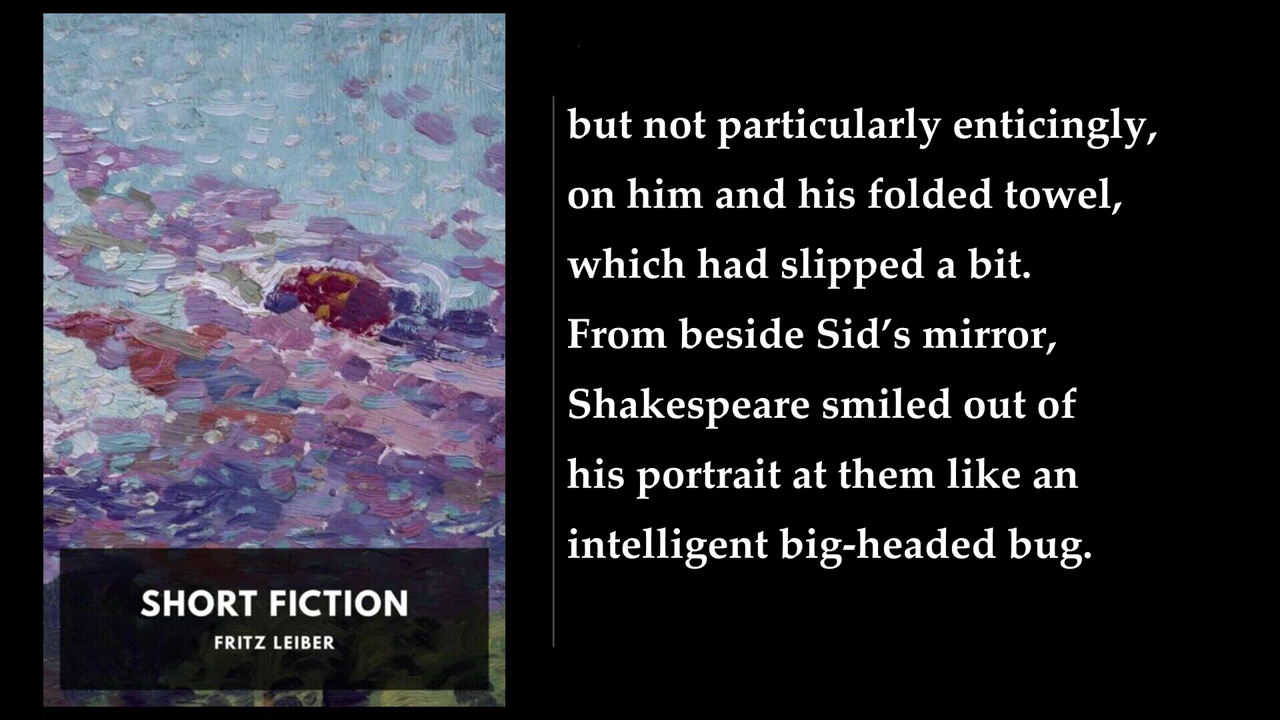 SHORT FICTION
FRITZ LEIBER
but not particularly enticingly,
on him and his folded towel,
which had slipped a bit.
From beside Sid’s mirror,
Shakespeare smiled out of
his portrait at them like an
intelligent big-headed bug.